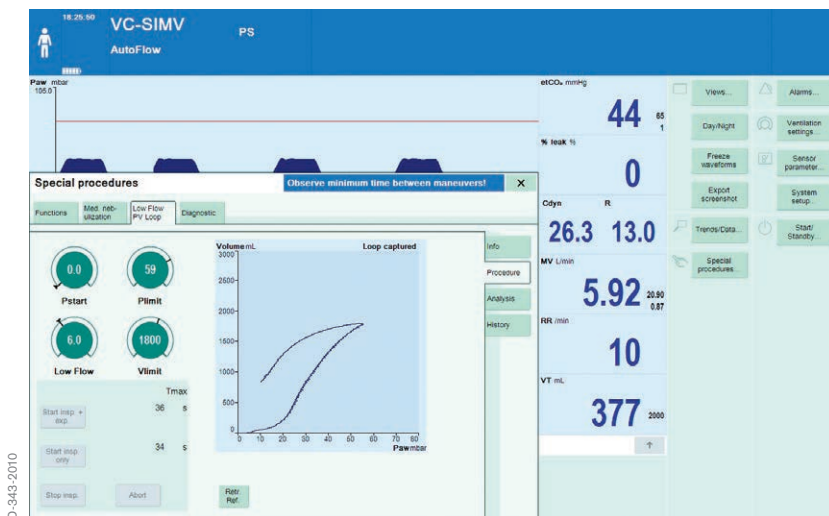 18:25:50
VC-SIMV
PS
AutoFlow
Paw mbar
105.0
Special procedures
Observe minimum time between maneuvers!
X
Functions
Med. neb-
ulization
Low Flow
PV Loop
Diagnostic
0.0
59
Pstart
Plimit
6.0
1800
Low Flow
Vlimit
Tmax
Start insp. +
exp.
36 s
Start insp.
only
34 s
Stop insp.
Abort
Volume mL
Loop captured
3000
2500
2000
1500
1000
500
0
0 10 20 30 40 50 60 70 80
Paw mbar
Retr.
Ref.
Info
Procedure
Analysis
History
etCO₂ mmHg
44
65
1
% leak %
0
Cdyn R
26.3 13.0
MV L/min
5.92
20.90
0.87
RR /min
10
VT mL
377
2000
Views...
Alarms...
Day/Night
Ventilation
settings...
Freeze
waveforms
Sensor
parameter...
Export
screenshot
System
setup...
Trends/Data...
Start/
Standby...
Special
procedures...
D-343-2010